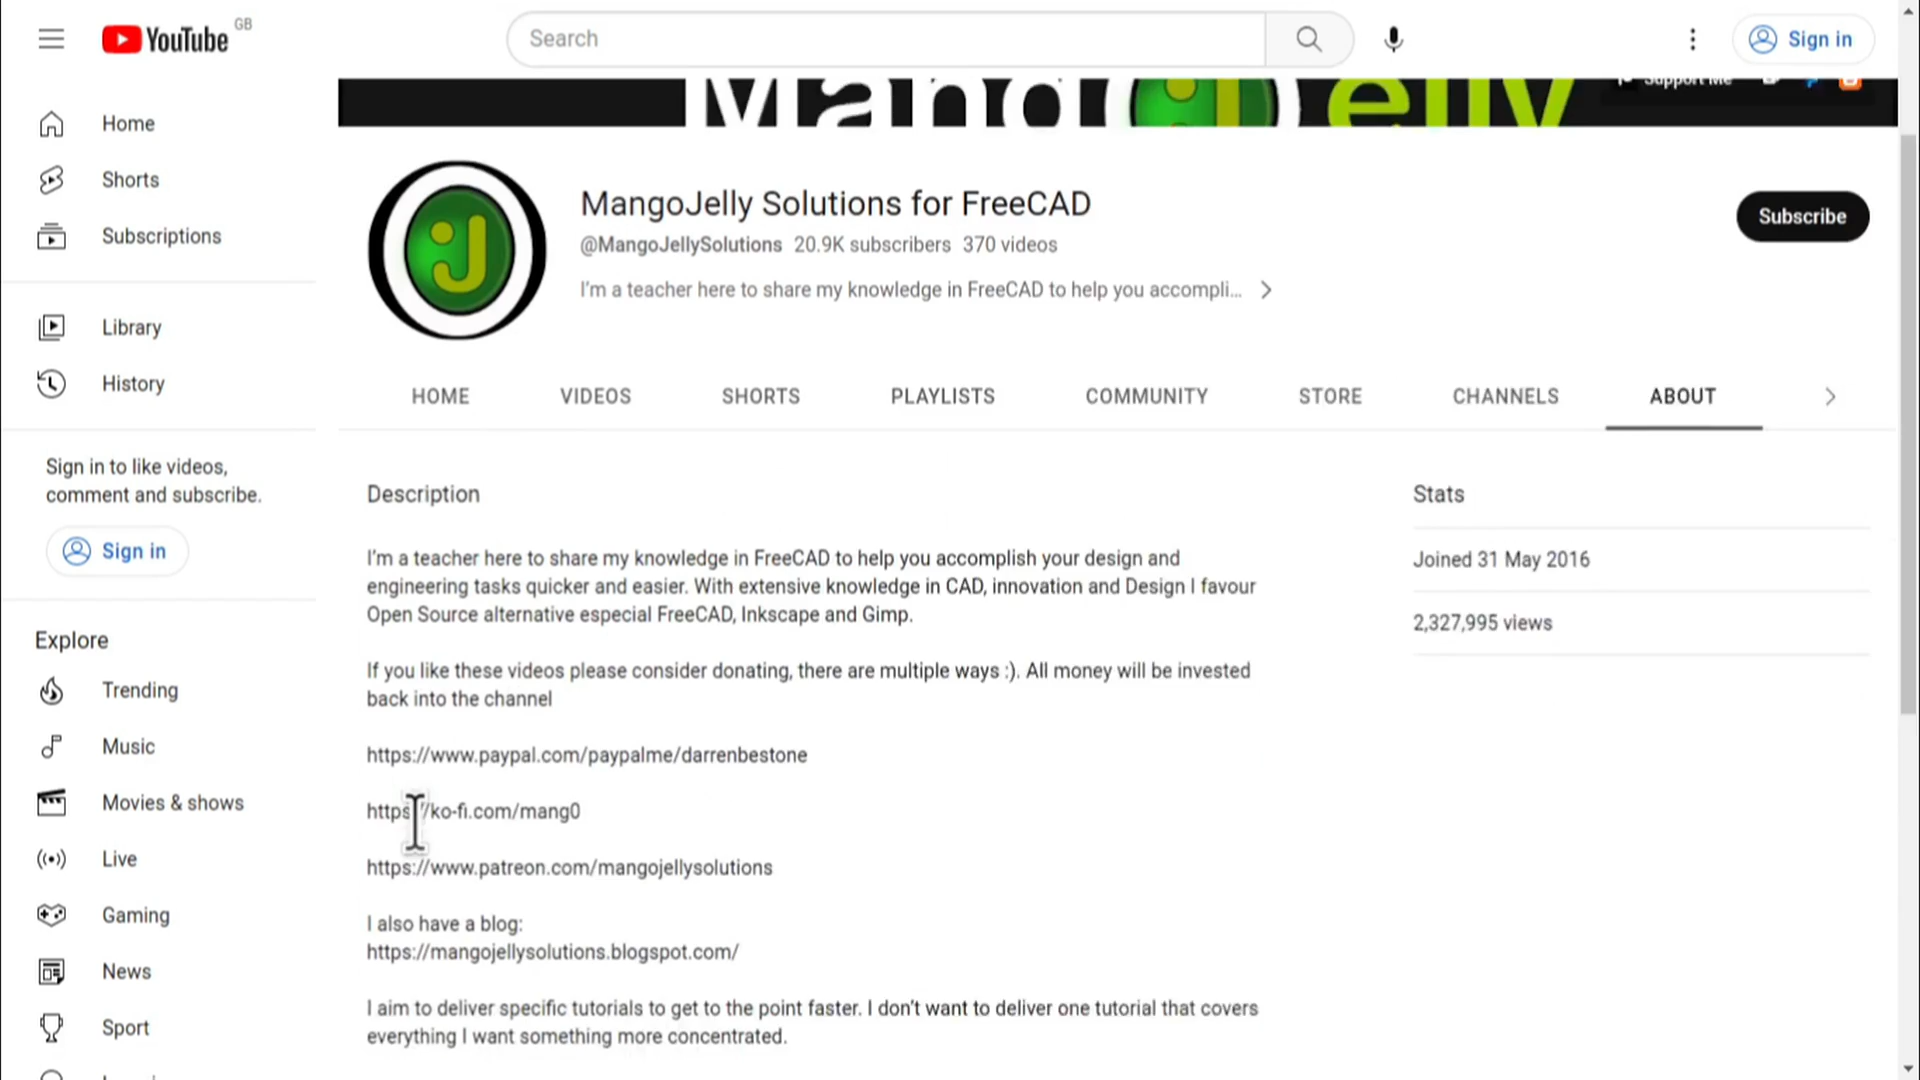 YouTube GB
Search
Sign in
Home
Shorts
Subscriptions
Library
History
Sign in to like videos,
comment and subscribe.
Sign in
Explore
Trending
Music
Movies & shows
Live
Gaming
News
Sport
Support Me
Mango Jelly
MangoJelly Solutions for FreeCAD
@MangoJellySolutions 20.9K subscribers 370 videos
I'm a teacher here to share my knowledge in FreeCAD to help you accompli...
Subscribe
HOME VIDEOS SHORTS PLAYLISTS COMMUNITY STORE CHANNELS ABOUT
Description
I'm a teacher here to share my knowledge in FreeCAD to help you accomplish your design and
engineering tasks quicker and easier. With extensive knowledge in CAD, innovation and Design I favour
Open Source alternative especial FreeCAD, Inkscape and Gimp.
If you like these videos please consider donating, there are multiple ways :). All money will be invested
back into the channel
https://www.paypal.com/paypalme/darrenbestone
https://ko-fi.com/mang0
https://www.patreon.com/mangojellysolutions
I also have a blog:
https://mangojellysolutions.blogspot.com/
I aim to deliver specific tutorials to get to the point faster. I don't want to deliver one tutorial that covers
everything I want something more concentrated.
Stats
Joined 31 May 2016
2,327,995 views